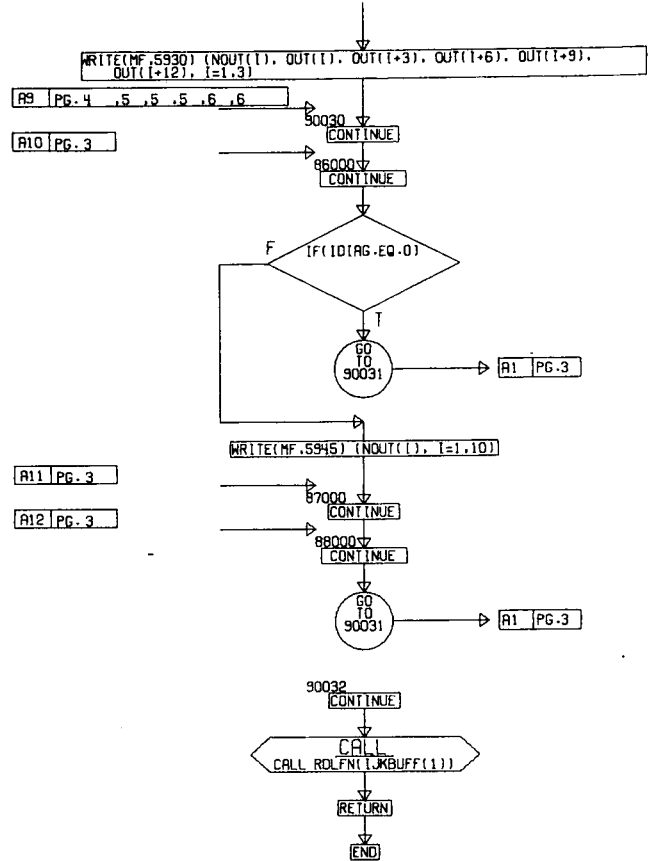 WRITE(MF,5930) (NOUT(I), OUT(I), OUT(I+3), OUT(I+6), OUT(I+9),
OUT(I+12), I=1,3)
A9 PG. 4 ,5 ,5 ,5 ,6 ,6
90030
CONTINUE
A10 PG. 3
86000
CONTINUE
F
IF(IDIAG.EQ.0)
T
GO
TO
90031
A1 PG.3
WRITE(MF,5945) (NOUT(I), I=1,10)
A11 PG. 3
87000
CONTINUE
A12 PG. 3
88000
CONTINUE
GO
TO
90031
A1 PG.3
90032
CONTINUE
CALL
CALL RDLFN(IJKBUFF(1))
RETURN
END